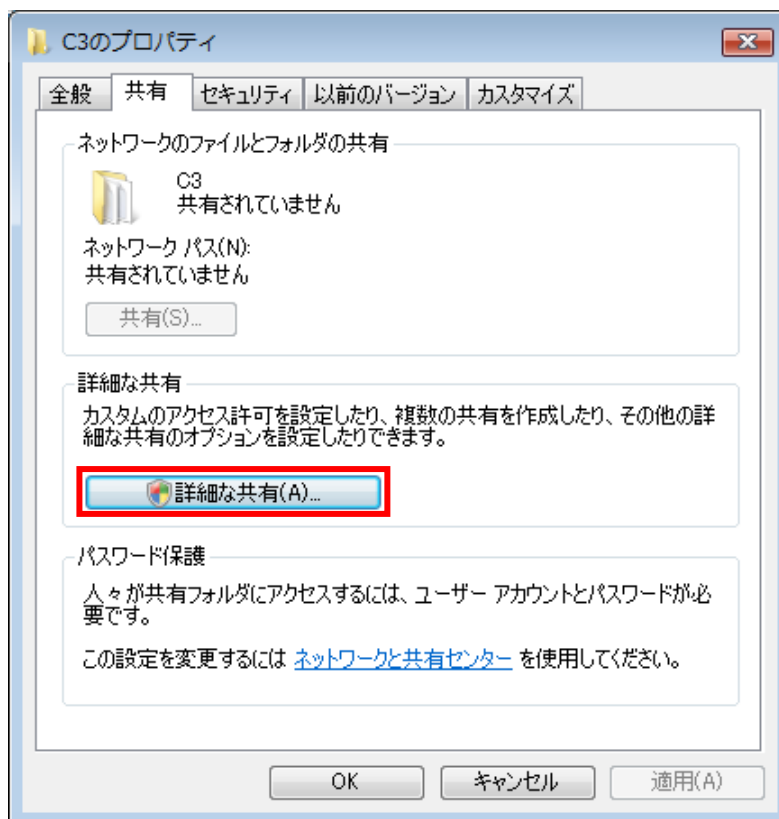 C3のプロパティ
全般 共有 セキュリティ 以前のバージョン カスタマイズ
ネットワークのファイルとフォルダの共有
C3
共有されていません
ネットワーク パス(N):
共有されていません
共有(S)...
詳細な共有
カスタムのアクセス許可を設定したり、複数の共有を作成したり、その他の詳
細な共有のオプションを設定したりできます。
詳細な共有(A)...
パスワード保護
人々が共有フォルダにアクセスするには、ユーザー アカウントとパスワードが必
要です。
この設定を変更するには ネットワークと共有センター を使用してください。
OK キャンセル 適用(A)